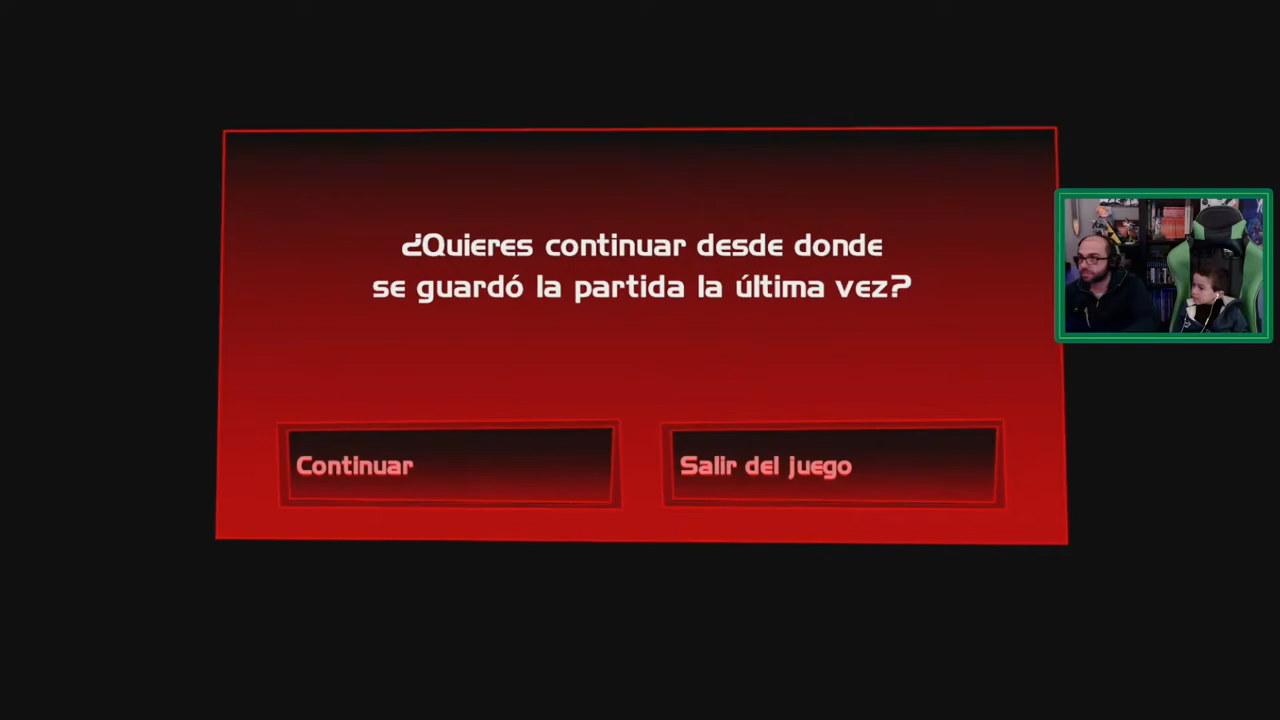 ¿Quieres continuar desde donde
se guardó la partida la última vez?
Continuar
Salir del juego